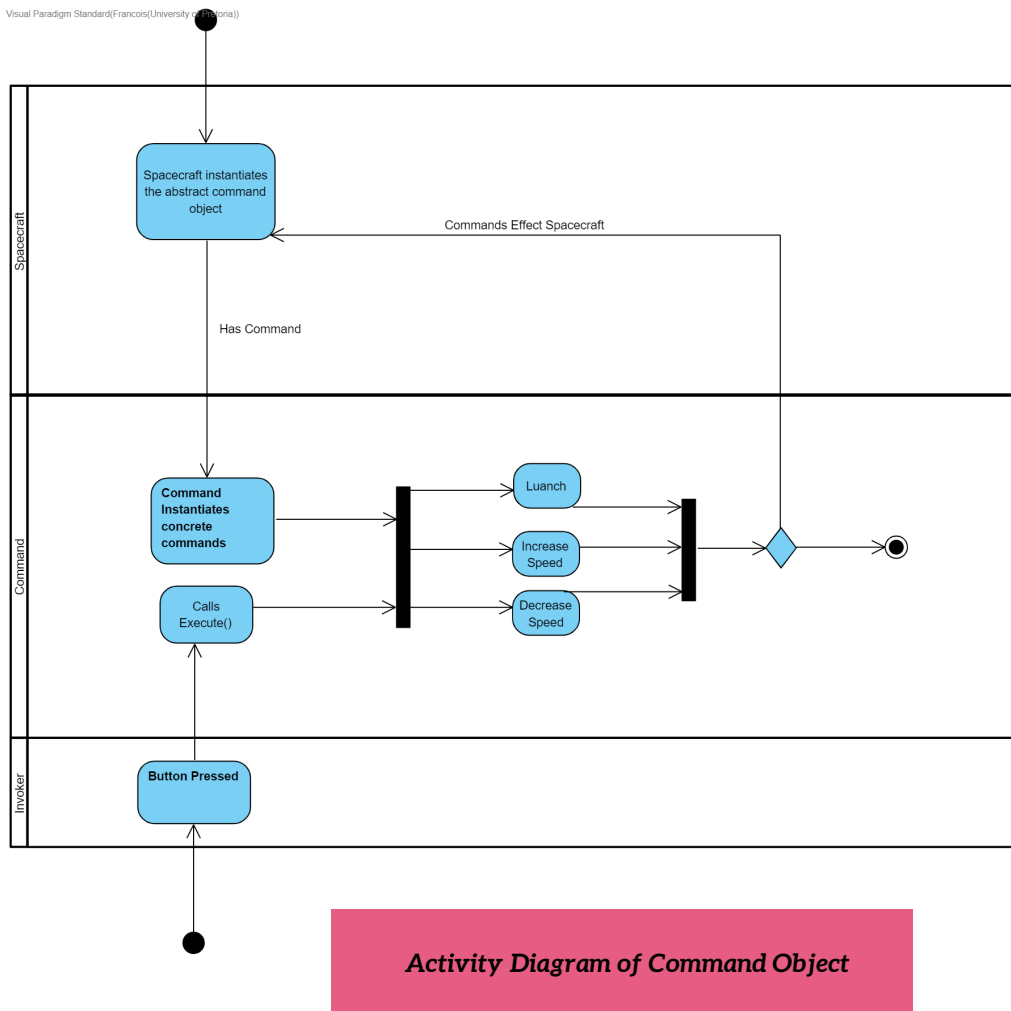 Visual Paradigm Standard(Francois(University of Pretoria))
Spacecraft
Spacecraft instantiates
the abstract command
object
Commands Effect Spacecraft
Has Command
Command
Command
Instantiates
concrete
commands
Luanch
Increase
Speed
Calls
Execute()
Decrease
Speed
Invoker
Button Pressed
Activity Diagram of Command Object